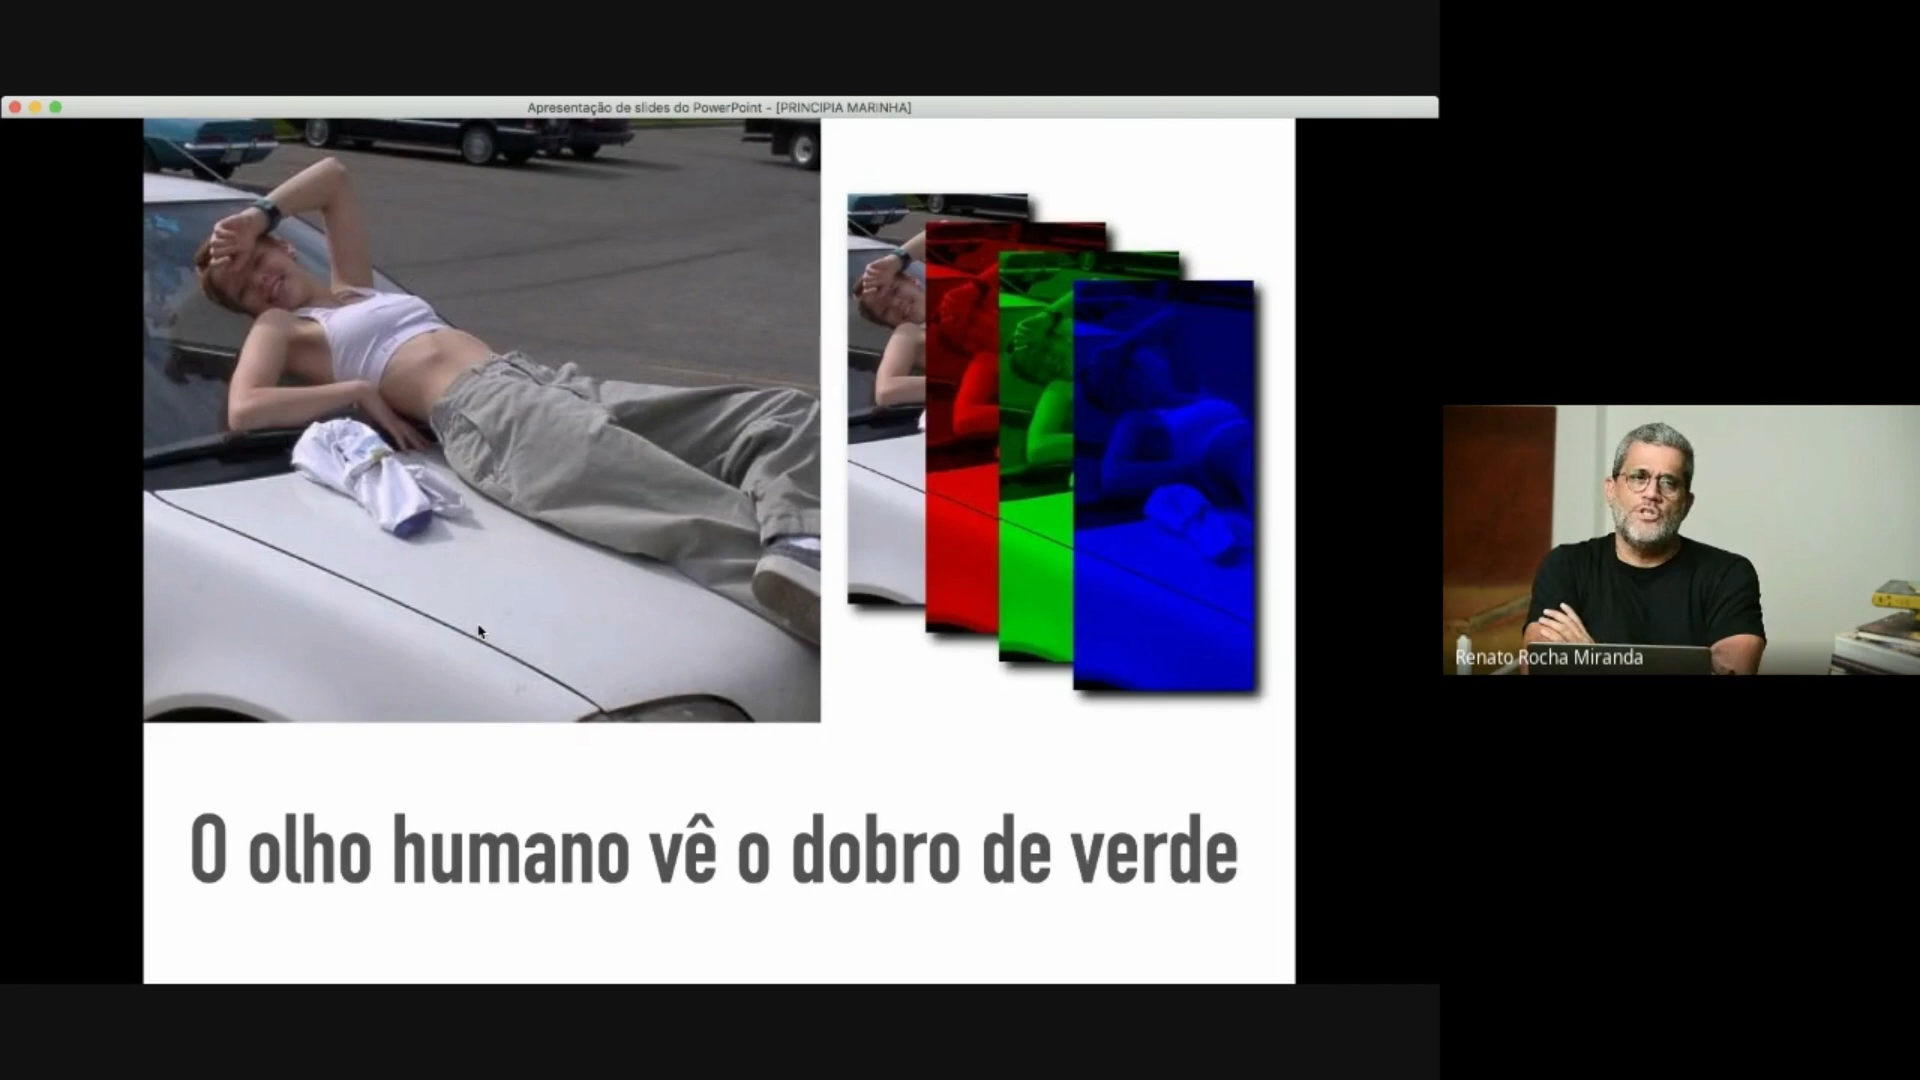 Apresentação de slides do PowerPoint - [PRINCIPIA MARINHA]
O olho humano vê o dobro de verde
Renato Rocha Miranda